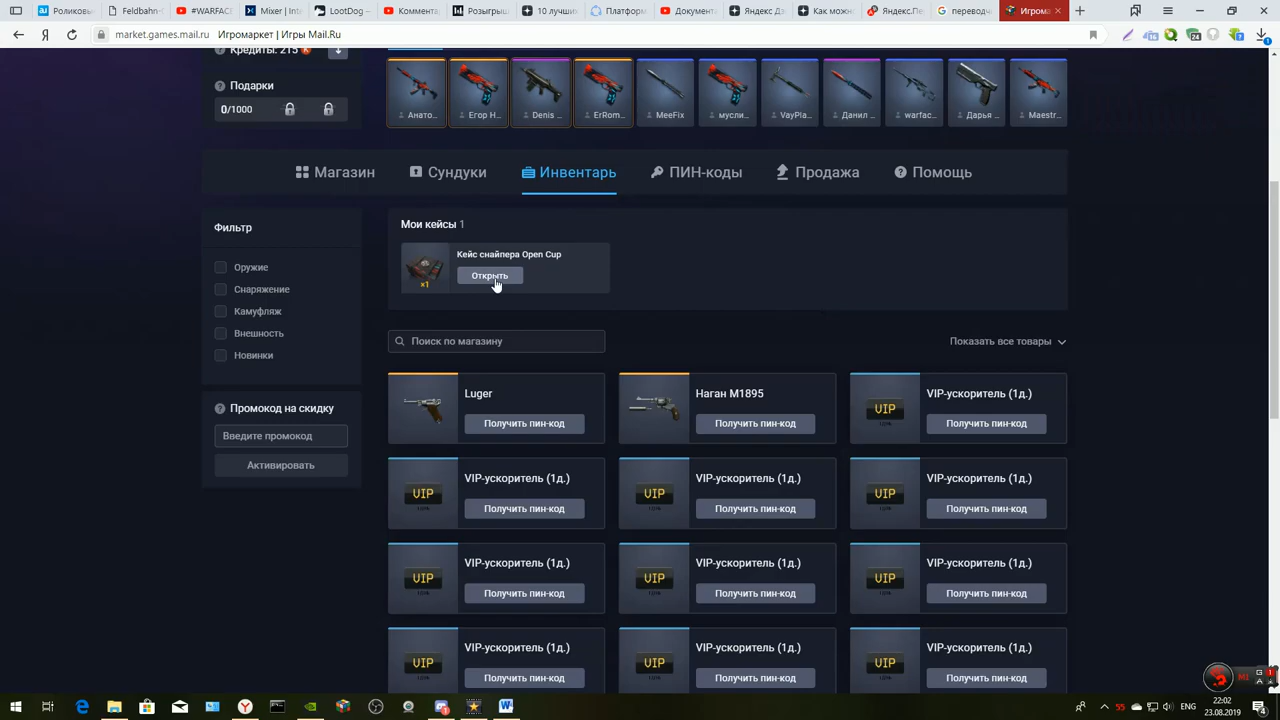 Роликовы
Feldbahn-
#WARFAC
Mixer | Inter
LootDog —
Коммента
Розыгрыш
10 лучшик
Платформ
Документа
Яндекс Дз
Как можно
Яндекс.Пе
переводч
Игрома
market.games.mail.ru Игромаркет | Игры Mail.Ru
Кредиты: 215
Подарки
0/1000
Анато...
Егор Н...
Denis ...
ErRom...
MeeFix
мусли...
VayPla...
Данил ...
warfac...
Дарья ...
Maestr...
Магазин
Сундуки
Инвентарь
ПИН-коды
Продажа
Помощь
Фильтр
Оружие
Снаряжение
Камуфляж
Внешность
Новинки
Промокод на скидку
Введите промокод
Активировать
Мои кейсы 1
Кейс снайпера Open Cup
×1
Открыть
Поиск по магазину
Показать все товары
Luger
Получить пин-код
Наган М1895
Получить пин-код
VIP
VIP-ускоритель (1д.)
Получить пин-код
VIP
VIP-ускоритель (1д.)
Получить пин-код
VIP
VIP-ускоритель (1д.)
Получить пин-код
VIP
VIP-ускоритель (1д.)
Получить пин-код
VIP
VIP-ускоритель (1д.)
Получить пин-код
VIP
VIP-ускоритель (1д.)
Получить пин-код
VIP
VIP-ускоритель (1д.)
Получить пин-код
VIP
VIP-ускоритель (1д.)
Получить пин-код
VIP
VIP-ускоритель (1д.)
Получить пин-код
VIP
VIP-ускоритель (1д.)
Получить пин-код
M1
55
22:02
23.08.2019